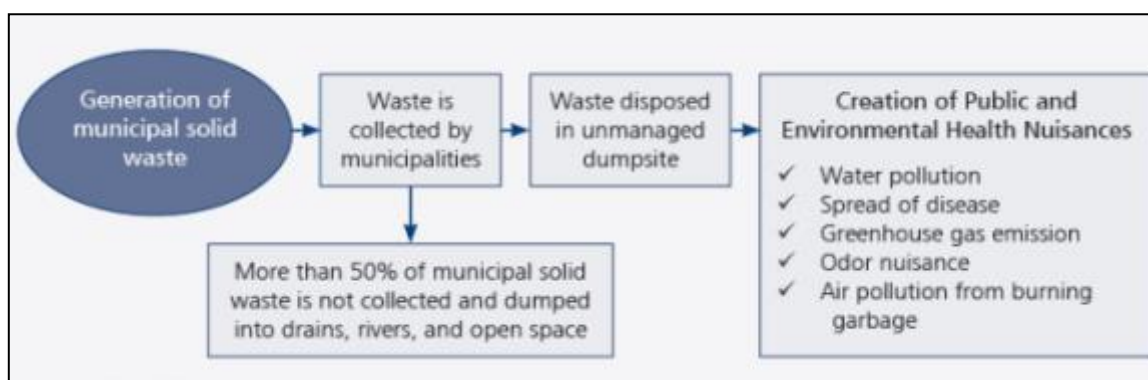 Generation of
municipal solid
waste
Waste is
collected by
municipalities
Waste disposed
in unmanaged
dumpsite
Creation of Public and
Environmental Health Nuisances
✓ Water pollution
✓ Spread of disease
✓ Greenhouse gas emission
✓ Odor nuisance
✓ Air pollution from burning
garbage
More than 50% of municipal solid
waste is not collected and dumped
into drains, rivers, and open space